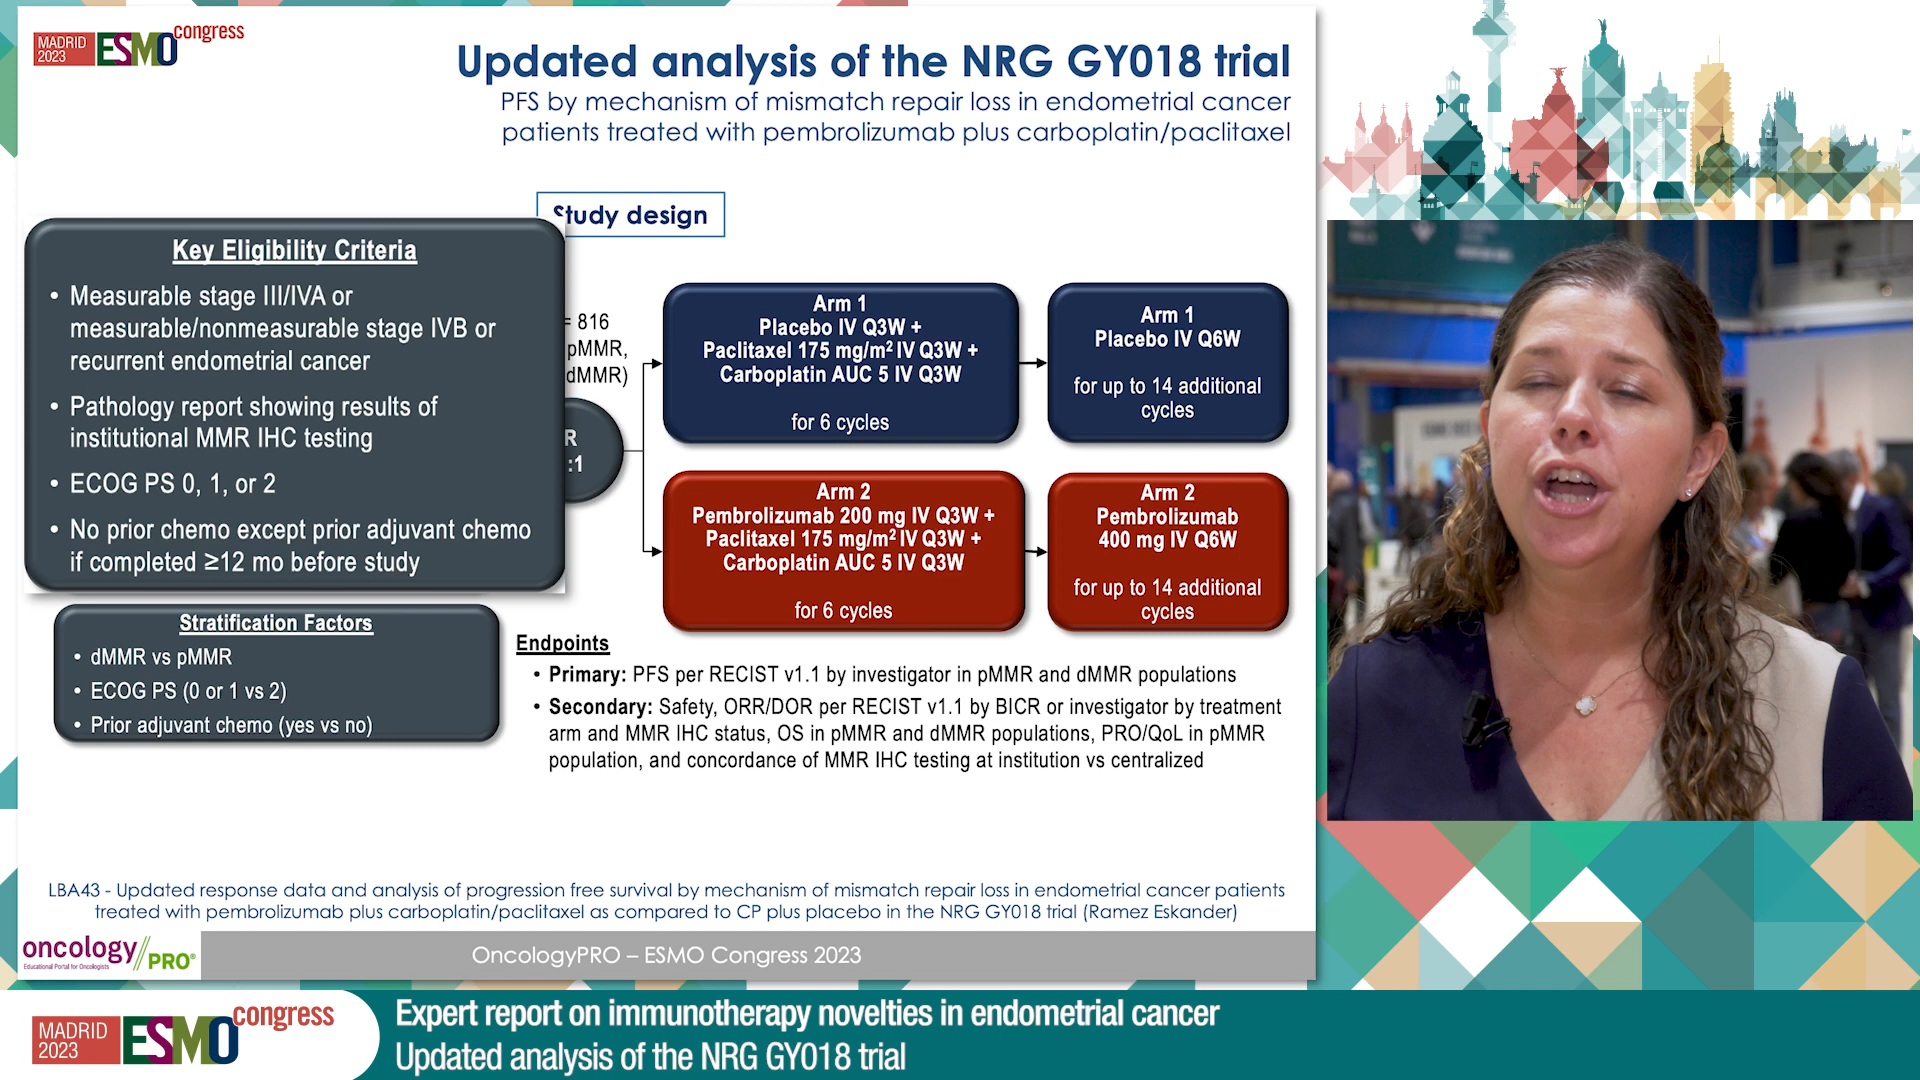 MADRID
2023
ESMO
congress
Updated analysis of the NRG GY018 trial
PFS by mechanism of mismatch repair loss in endometrial cancer
patients treated with pembrolizumab plus carboplatin/paclitaxel
Study design
Key Eligibility Criteria
• Measurable stage III/IVA or
measurable/nonmeasurable stage IVB or
recurrent endometrial cancer
• Pathology report showing results of
institutional MMR IHC testing
• ECOG PS 0, 1, or 2
• No prior chemo except prior adjuvant chemo
if completed ≥12 mo before study
= 816
pMMR,
dMMR)
R
:1
Arm 1
Placebo IV Q3W +
Paclitaxel 175 mg/m² IV Q3W +
Carboplatin AUC 5 IV Q3W
for 6 cycles
Arm 1
Placebo IV Q6W
for up to 14 additional
cycles
Arm 2
Pembrolizumab 200 mg IV Q3W +
Paclitaxel 175 mg/m² IV Q3W +
Carboplatin AUC 5 IV Q3W
for 6 cycles
Arm 2
Pembrolizumab
400 mg IV Q6W
for up to 14 additional
cycles
Stratification Factors
• dMMR vs pMMR
• ECOG PS (0 or 1 vs 2)
• Prior adjuvant chemo (yes vs no)
Endpoints
• Primary: PFS per RECIST v1.1 by investigator in pMMR and dMMR populations
• Secondary: Safety, ORR/DOR per RECIST v1.1 by BICR or investigator by treatment
arm and MMR IHC status, OS in pMMR and dMMR populations, PRO/QoL in pMMR
population, and concordance of MMR IHC testing at institution vs centralized
LBA43 - Updated response data and analysis of progression free survival by mechanism of mismatch repair loss in endometrial cancer patients
treated with pembrolizumab plus carboplatin/paclitaxel as compared to CP plus placebo in the NRG GY018 trial (Ramez Eskander)
oncology//PRO®
Educational Portal for Oncologists
OncologyPRO – ESMO Congress 2023
MADRID
2023
ESMO
congress
Expert report on immunotherapy novelties in endometrial cancer
Updated analysis of the NRG GY018 trial